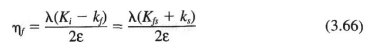 η_f = λ(K_i − k_f)/2ε = λ(K_fs + k_s)/2ε (3.66)